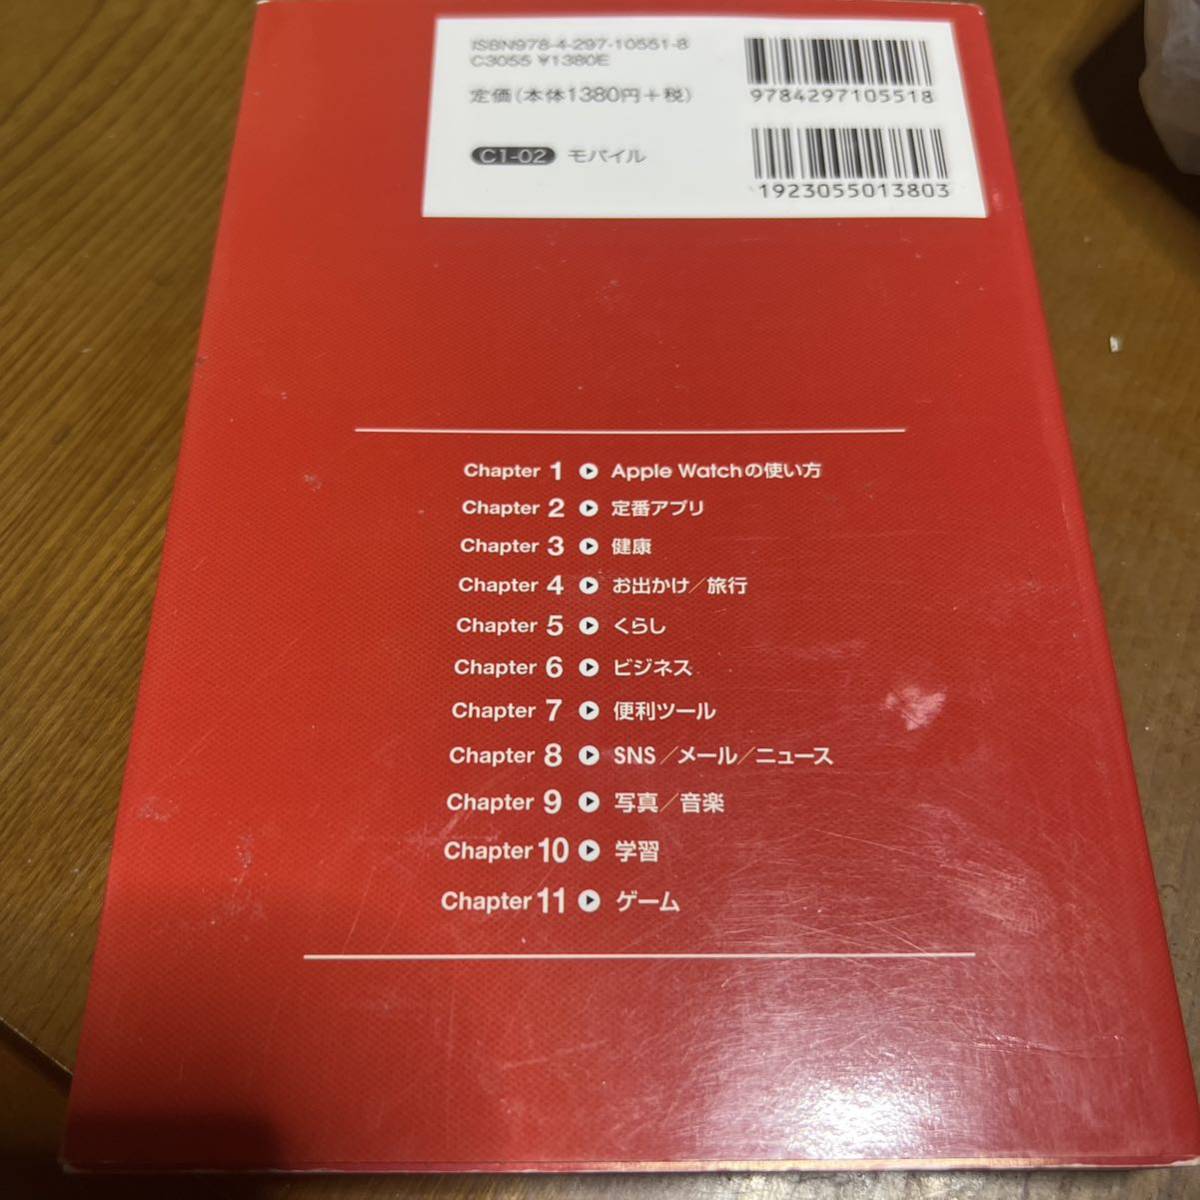 ISBN978-4-297-10551-8
C3055 ¥1380E
定価(本体1380円+税)
C1-02 モバイル
9784297105518
1923055013803
Chapter 1 Apple Watchの使い方
Chapter 2 定番アプリ
Chapter 3 健康
Chapter 4 お出かけ／旅行
Chapter 5 くらし
Chapter 6 ビジネス
Chapter 7 便利ツール
Chapter 8 SNS／メール／ニュース
Chapter 9 写真／音楽
Chapter 10 学習
Chapter 11 ゲーム